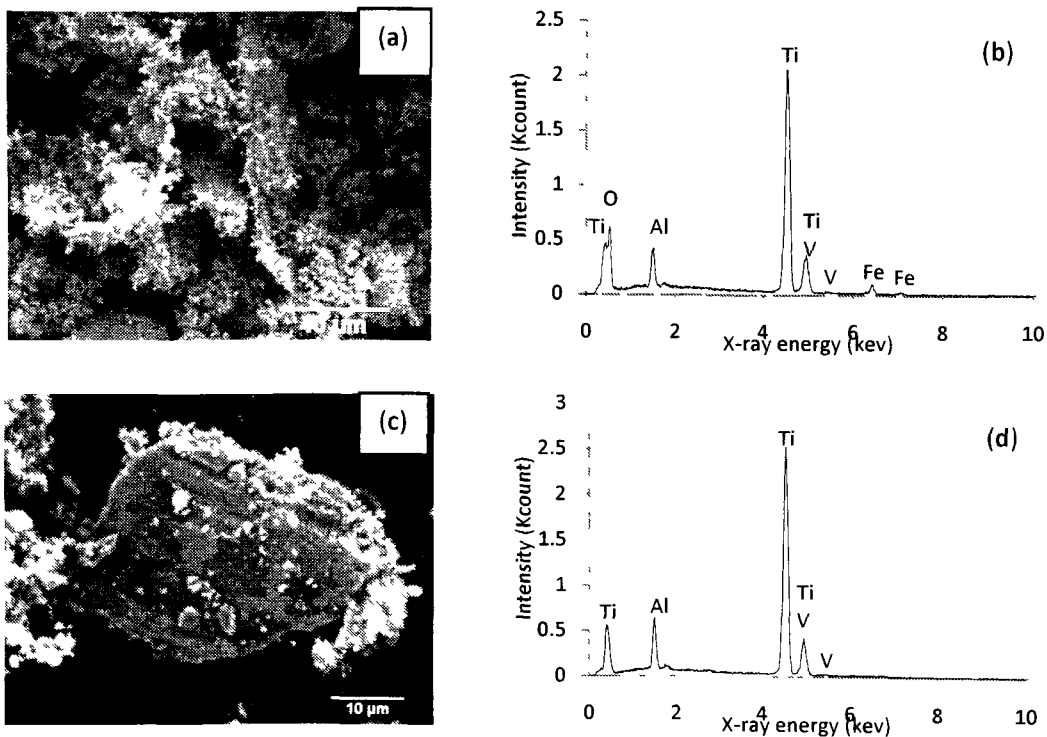 (a)
(b)
2.5
2
1.5
1
0.5
0
Intensity (Kcount)
Ti
O
Ti
Al
Ti
V
V
Fe
Fe
0
2
4
6
8
10
X-ray energy (kev)
(c)
10 µm
(d)
3
2.5
2
1.5
1
0.5
0
Intensity (Kcount)
Ti
Ti
Al
Ti
V
V
0
2
4
6
8
10
X-ray energy (kev)